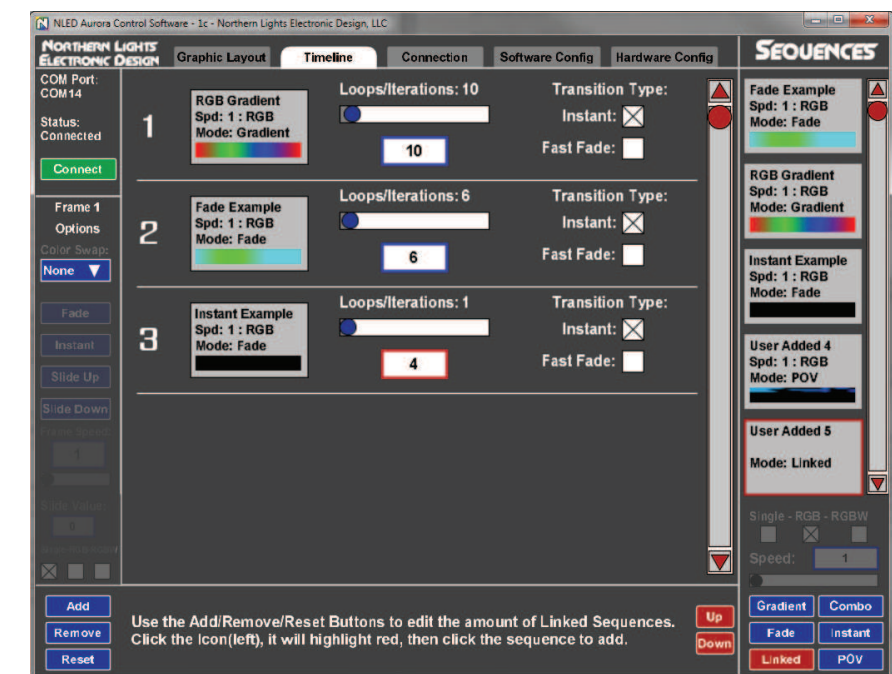 NLED Aurora Control Software - 1c - Northern Lights Electronic Design, LLC
NORTHERN LIGHTS
ELECTRONIC DESIGN
Graphic Layout
Timeline
Connection
Software Config
Hardware Config
SEQUENCES
COM Port:
COM14
Status:
Connected
Connect
Frame 1
Options
Color Swap:
None
Fade
Instant
Slide Up
Slide Down
Frame Speed:
1
Slide Value:
0
1
RGB Gradient
Spd: 1 : RGB
Mode: Gradient
Loops/Iterations: 10
10
Transition Type:
Instant:
Fast Fade:
2
Fade Example
Spd: 1 : RGB
Mode: Fade
Loops/Iterations: 6
6
Transition Type:
Instant:
Fast Fade:
3
Instant Example
Spd: 1 : RGB
Mode: Fade
Loops/Iterations: 1
4
Transition Type:
Instant:
Fast Fade:
Fade Example
Spd: 1 : RGB
Mode: Fade
RGB Gradient
Spd: 1 : RGB
Mode: Gradient
Instant Example
Spd: 1 : RGB
Mode: Fade
User Added 4
Spd: 1 : RGB
Mode: POV
User Added 5
Mode: Linked
Single - RGB - RGBW
Speed:
1
Add
Remove
Reset
Use the Add/Remove/Reset Buttons to edit the amount of Linked Sequences.
Click the Icon(left), it will highlight red, then click the sequence to add.
Up
Down
Gradient
Combo
Fade
Instant
Linked
POV